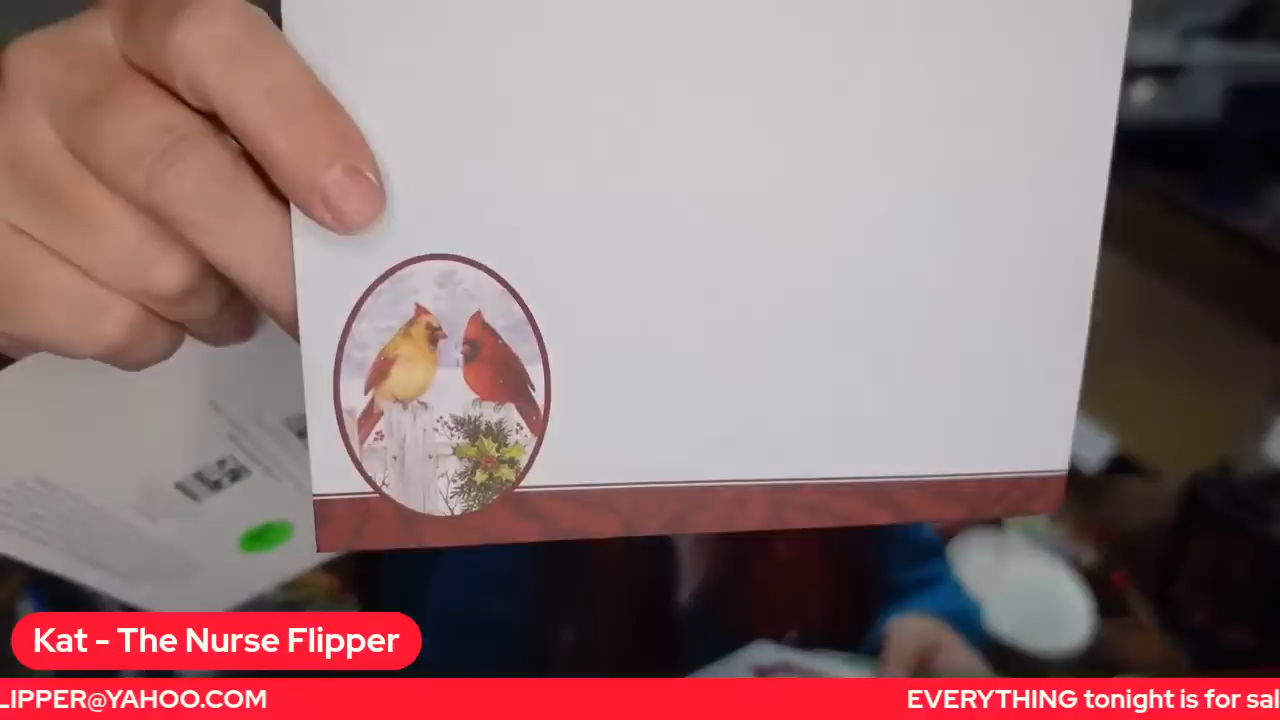 Kat - The Nurse Flipper
LIPPER@YAHOO.COM
EVERYTHING tonight is for sal